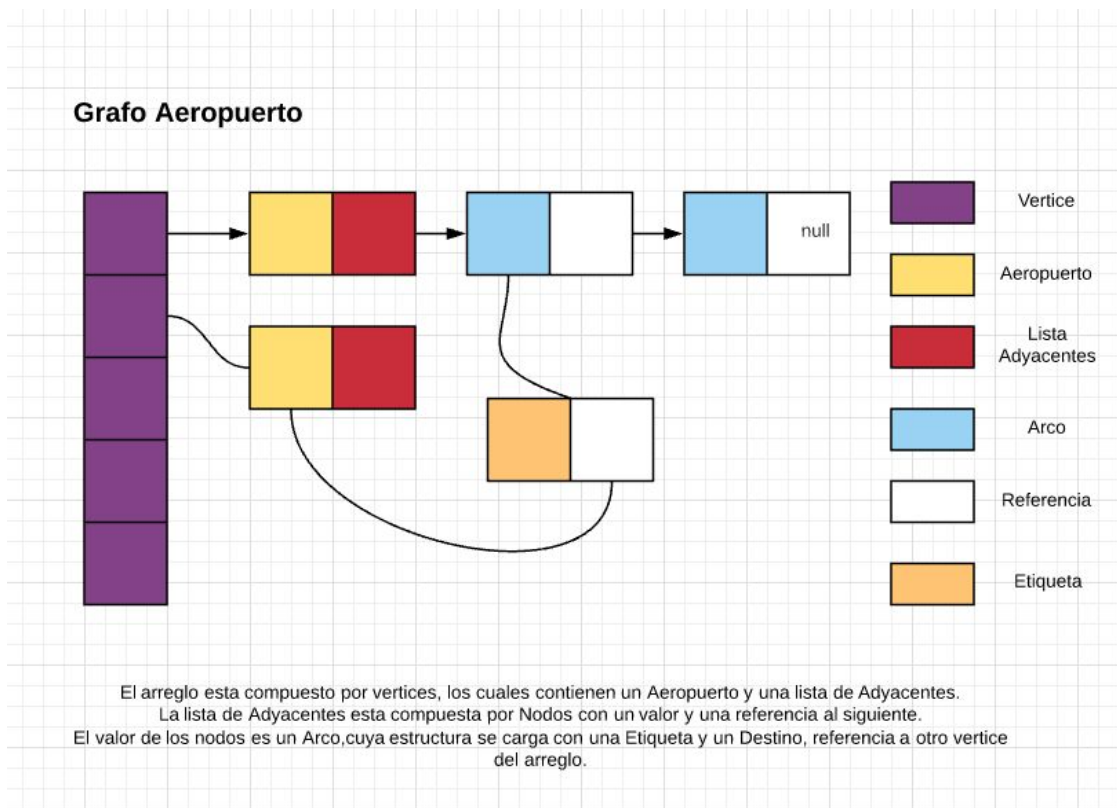 Grafo Aeropuerto
null
Vertice
Aeropuerto
Lista
Adyacentes
Arco
Referencia
Etiqueta
El arreglo esta compuesto por vertices, los cuales contienen un Aeropuerto y una lista de Adyacentes.
La lista de Adyacentes esta compuesta por Nodos con un valor y una referencia al siguiente.
El valor de los nodos es un Arco,cuya estructura se carga con una Etiqueta y un Destino, referencia a otro vertice
del arreglo.